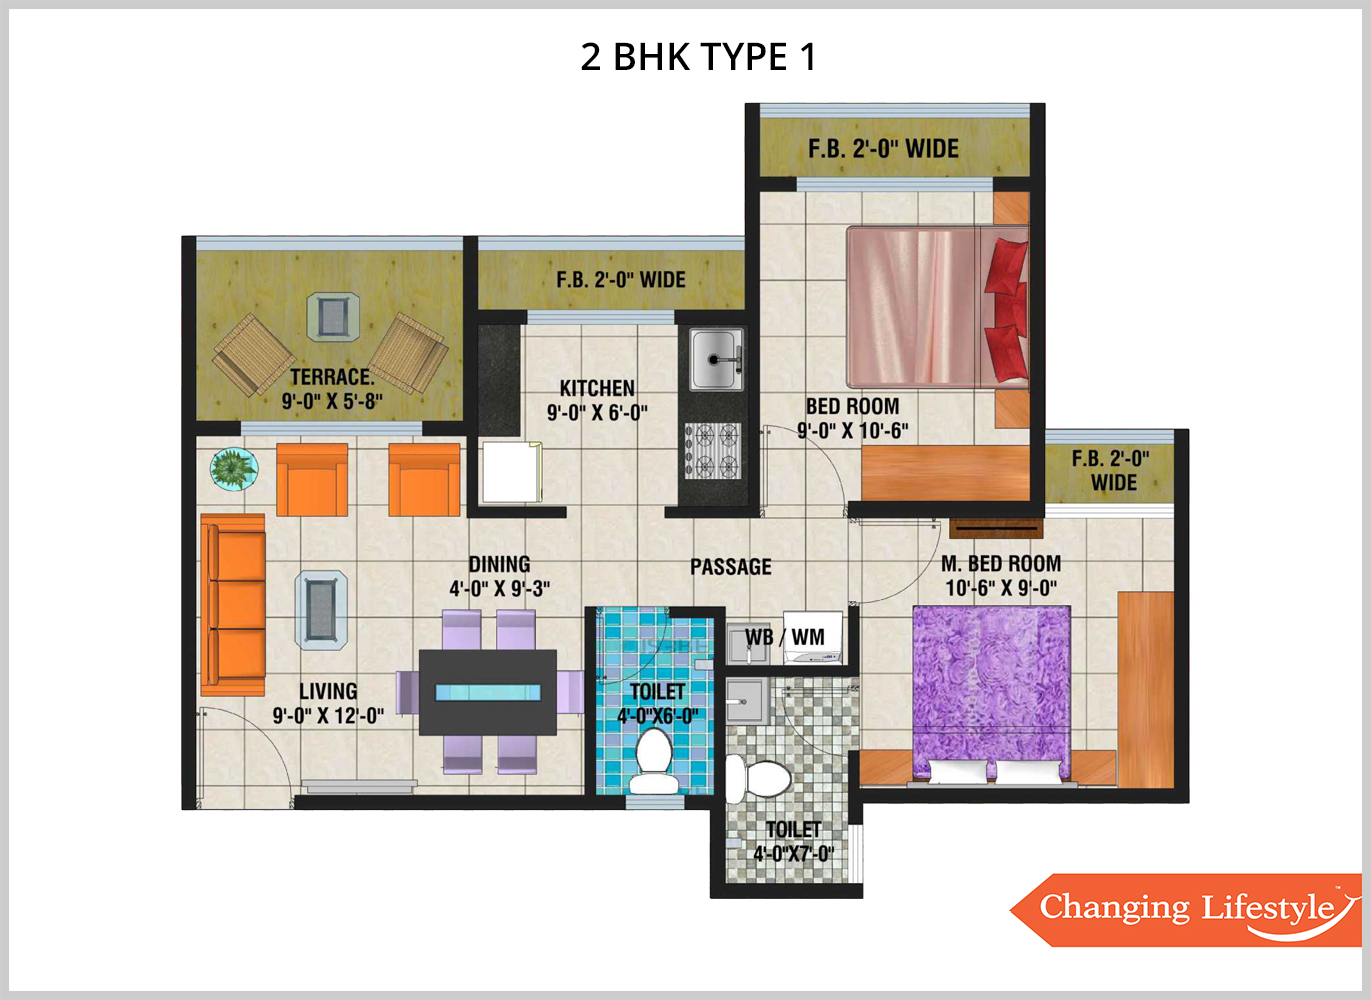 2 BHK TYPE 1
F.B. 2'-0" WIDE
F.B. 2'-0" WIDE
TERRACE.
9'-0" X 5'-8"
KITCHEN
9'-0" X 6'-0"
BED ROOM
9'-0" X 10'-6"
F.B. 2'-0"
WIDE
DINING
4'-0" X 9'-3"
PASSAGE
M. BED ROOM
10'-6" X 9'-0"
WB / WM
LIVING
9'-0" X 12'-0"
TOILET
4'-0"X6'-0"
TOILET
4'-0"X7'-0"
Changing Lifestyle™